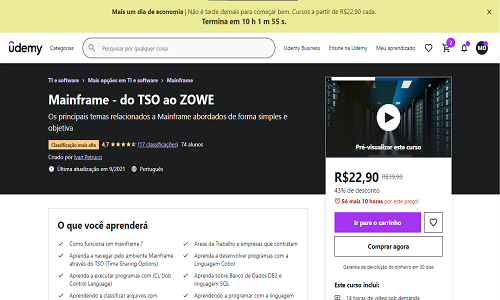 Mais um dia de economia | Não é tarde demais para começar bem. Cursos a partir de R$22,90 cada.
Termina em 10 h 1 m 55 s.
udemy Categorias Pesquisar por qualquer coisa Udemy Business Ensine na Udemy Meu aprendizado 2 MD
TI e software > Mais opções em TI e software > Mainframe
Mainframe - do TSO ao ZOWE
Os principais temas relacionados a Mainframe abordados de forma simples e
objetiva
Classificação mais alta 4,7 (17 classificações) 74 alunos
Criado por Ivan Petrucci
Última atualização em 9/2021 Português
Pré-visualizar este curso
R$22,90 R$39,90
43% de desconto
Só mais 10 horas por este preço!
Ir para o carrinho
Comprar agora
Garantia de devolução do dinheiro em 30 dias
Este curso inclui:
14 horas de vídeo sob demanda
O que você aprenderá
Como funciona um mainframe ?
Areas de Trabalho e empresas que contratam
Aprenda a navegar pelo ambiente Mainframe
através do TSO (Time Sharing Options)
Aprenda a desenvolver programas com a
Linguagem Cobol
Aprenda a executar programas com JCL (Job
Control Language)
Aprenda sobre Banco de Dados DB2 e
linguagem SQL
Aprendendo a classificar arquivos com
Aprendendo a programar com a linguagem